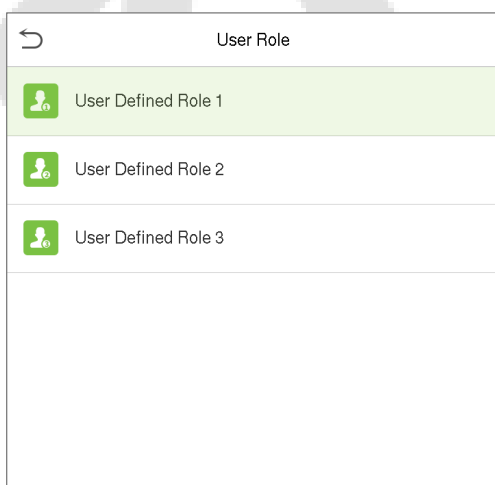 User Role
User Defined Role 1
User Defined Role 2
User Defined Role 3